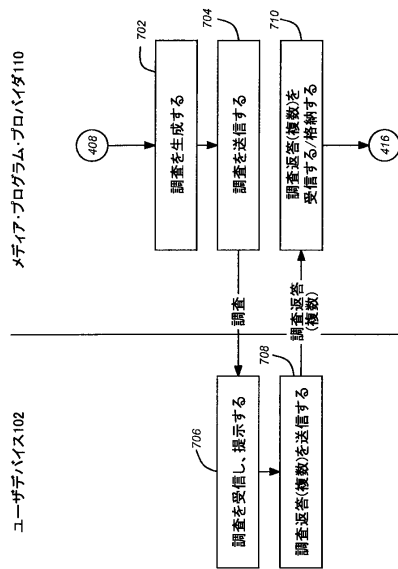 ユーザデバイス102
メディア・プログラム・プロバイダ110
408
702
調査を生成する
704
調査を送信する
調査
706
調査を受信し、提示する
708
調査返答(複数)を送信する
調査返答
(複数)
710
調査返答(複数)を
受信する/格納する
416